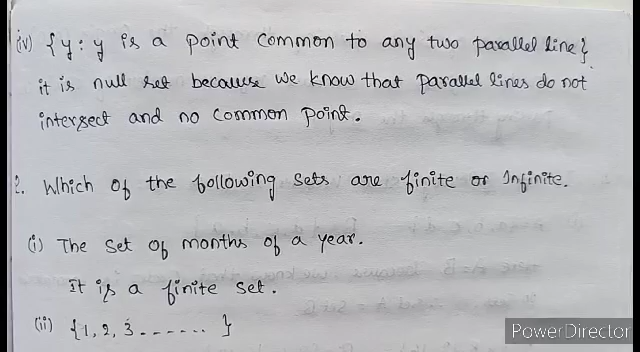 (iv) {y : y is a point common to any two parallel line}
it is null set because we know that parallel lines do not
intersect and no common point.
2. Which of the following sets are finite or Infinite.
(i) The set of months of a year.
It is a finite set.
(ii) {1, 2, 3 - - - - - - }
PowerDirector